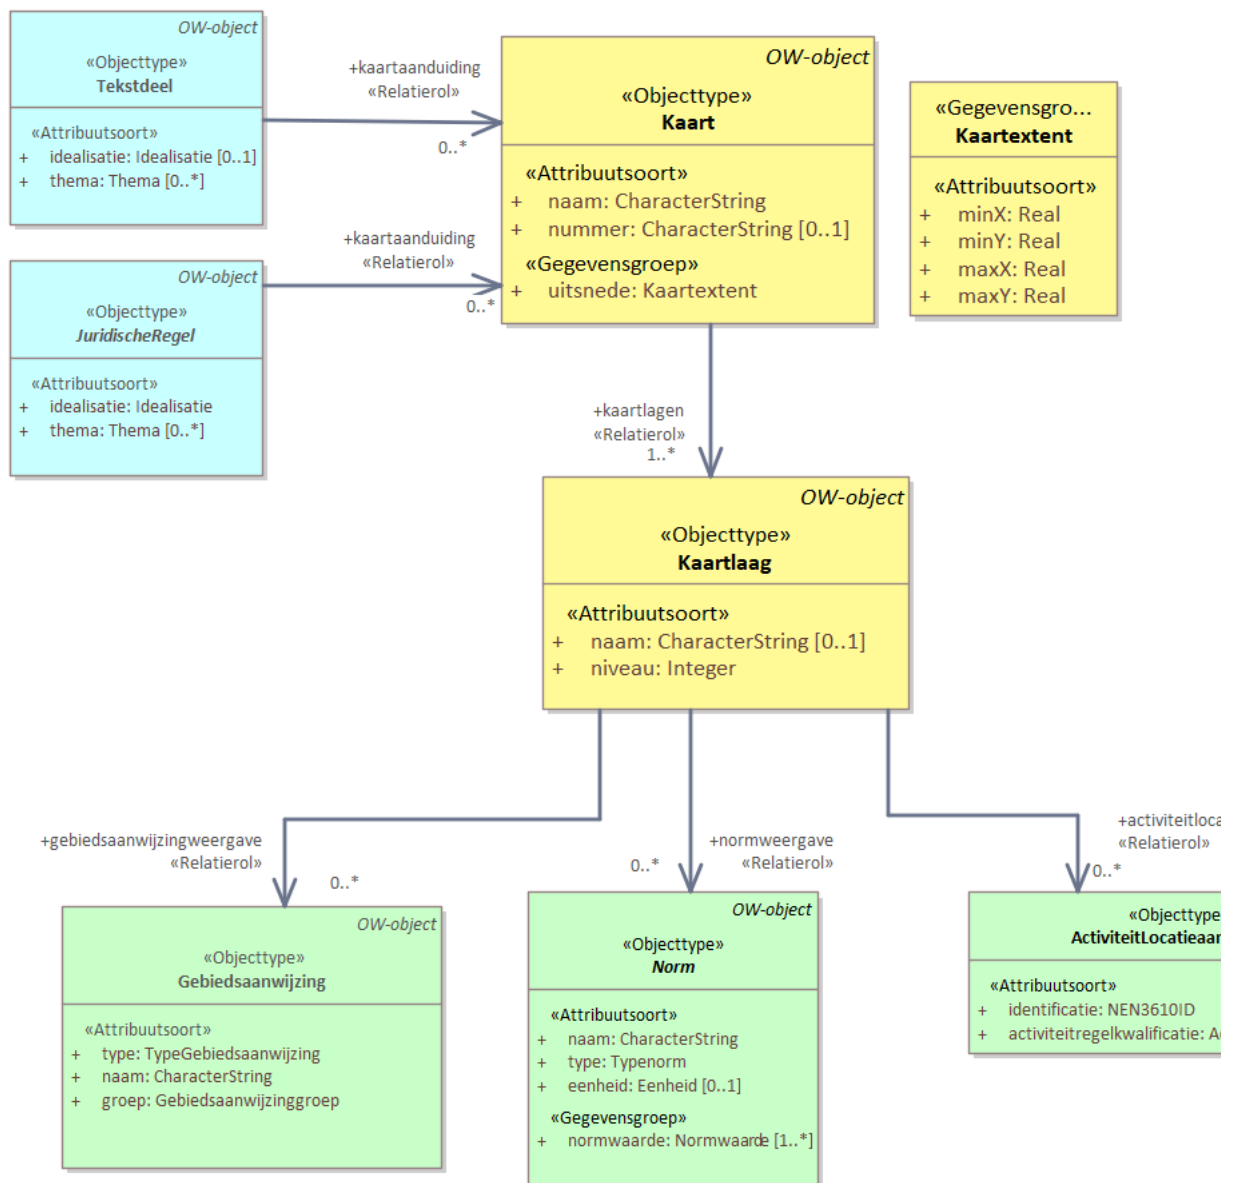 OW-object
«Objecttype»
Tekstdeel
«Attribuutsoort»
+ idealisatie: Idealisatie [0..1]
+ thema: Thema [0..*]
+kaartaanduiding
«Relatierol»
0..*
OW-object
«Objecttype»
Kaart
«Attribuutsoort»
+ naam: CharacterString
+ nummer: CharacterString [0..1]
«Gegevensgroep»
+ uitsnede: Kaartextent
«Gegevensgro...
Kaartextent
«Attribuutsoort»
+ minX: Real
+ minY: Real
+ maxX: Real
+ maxY: Real
+kaartaanduiding
«Relatierol»
0..*
OW-object
«Objecttype»
JuridischeRegel
«Attribuutsoort»
+ idealisatie: Idealisatie
+ thema: Thema [0..*]
+kaartlagen
«Relatierol»
1..*
OW-object
«Objecttype»
Kaartlaag
«Attribuutsoort»
+ naam: CharacterString [0..1]
+ niveau: Integer
+gebiedsaanwijzingweergave
«Relatierol»
0..*
+normweergave
«Relatierol»
0..*
+activiteitloca
«Relatierol»
0..*
OW-object
«Objecttype»
Gebiedsaanwijzing
«Attribuutsoort»
+ type: TypeGebiedsaanwijzing
+ naam: CharacterString
+ groep: Gebiedsaanwijzinggroep
OW-object
«Objecttype»
Norm
«Attribuutsoort»
+ naam: CharacterString
+ type: Typenorm
+ eenheid: Eenheid [0..1]
«Gegevensgroep»
+ normwaarde: Normwaarde [1..*]
«Objecttype
ActiviteitLocatieaan
«Attribuutsoort»
+ identificatie: NEN3610ID
+ activiteitregelkwalificatie: A